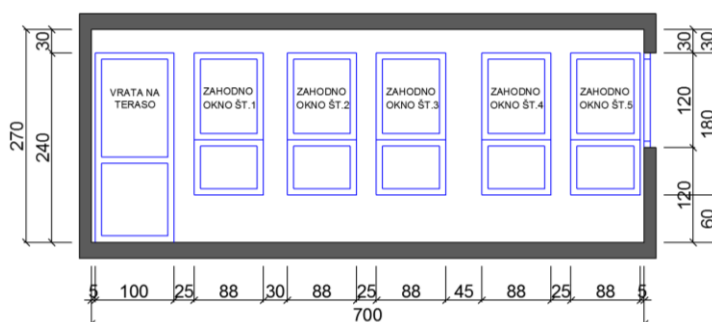 VRATA NA
TERASO
ZAHODNO
OKNO ŠT.1
ZAHODNO
OKNO ŠT.2
ZAHODNO
OKNO ŠT.3
ZAHODNO
OKNO ŠT.4
ZAHODNO
OKNO ŠT.5
270
30
240
30
120
120
30
180
60
5 100 25 88 30 88 25 88 45 88 25 88 5
700